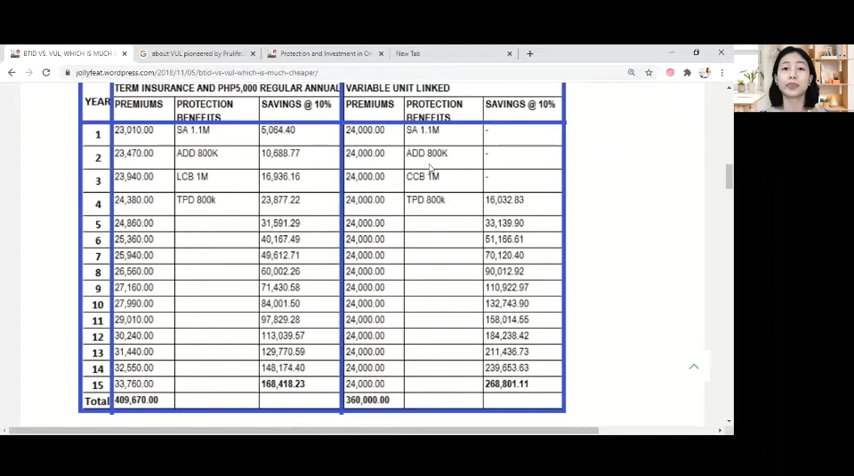 BTID VS. VUL, WHICH IS MUCH
about VUL pioneered by Prulife
Protection and Investment in On
New Tab
jollyfeat.wordpress.com/2018/11/05/btid-vs-vul-which-is-much-cheaper/
YEAR TERM INSURANCE AND PHP5,000 REGULAR ANNUAL VARIABLE UNIT LINKED
PREMIUMS PROTECTION BENEFITS SAVINGS @ 10% PREMIUMS PROTECTION BENEFITS SAVINGS @ 10%
1 23,010.00 SA 1.1M 5,064.40 24,000.00 SA 1.1M -
2 23,470.00 ADD 800K 10,688.77 24,000.00 ADD 800K -
3 23,940.00 LCB 1M 16,936.16 24,000.00 CCB 1M -
4 24,380.00 TPD 800k 23,877.22 24,000.00 TPD 800k 16,032.83
5 24,860.00 31,591.29 24,000.00 33,139.90
6 25,360.00 40,167.49 24,000.00 51,166.61
7 25,940.00 49,612.71 24,000.00 70,120.40
8 26,560.00 60,002.26 24,000.00 90,012.92
9 27,160.00 71,430.58 24,000.00 110,922.97
10 27,990.00 84,001.50 24,000.00 132,743.90
11 29,010.00 97,829.28 24,000.00 158,014.55
12 30,240.00 113,039.57 24,000.00 184,238.42
13 31,440.00 129,770.59 24,000.00 211,436.73
14 32,550.00 148,174.40 24,000.00 239,653.63
15 33,760.00 168,418.23 24,000.00 268,801.11
Total 409,670.00 360,000.00